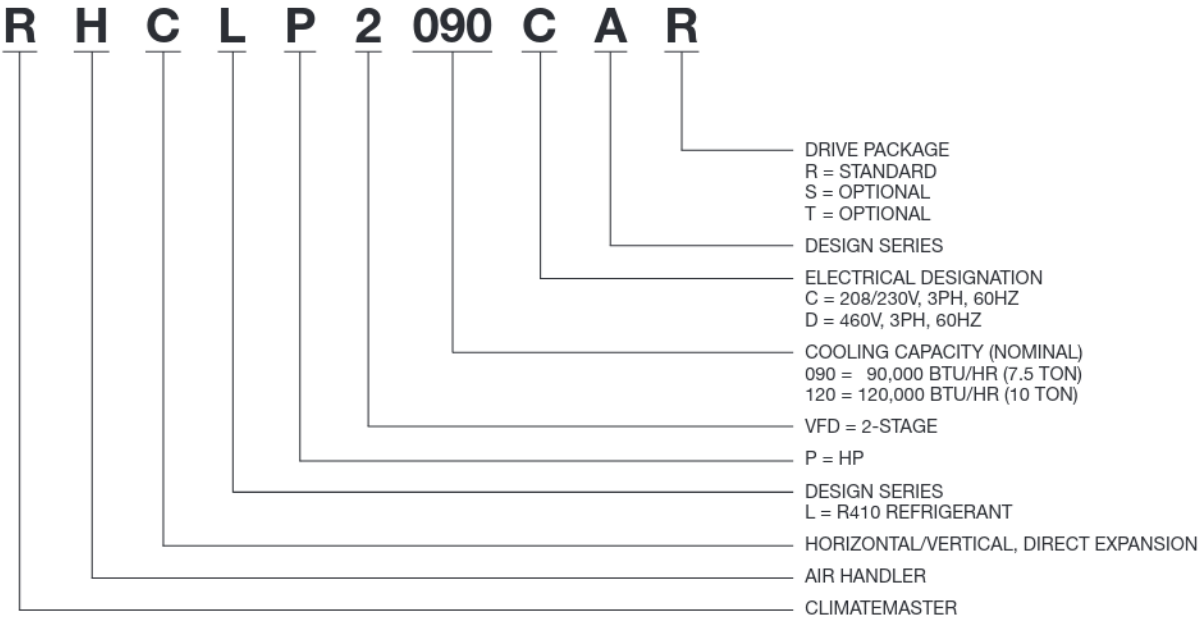 R H C L P 2 090 C A R
DRIVE PACKAGE
R = STANDARD
S = OPTIONAL
T = OPTIONAL
DESIGN SERIES
ELECTRICAL DESIGNATION
C = 208/230V, 3PH, 60HZ
D = 460V, 3PH, 60HZ
COOLING CAPACITY (NOMINAL)
090 = 90,000 BTU/HR (7.5 TON)
120 = 120,000 BTU/HR (10 TON)
VFD = 2-STAGE
P = HP
DESIGN SERIES
L = R410 REFRIGERANT
HORIZONTAL/VERTICAL, DIRECT EXPANSION
AIR HANDLER
CLIMATEMASTER